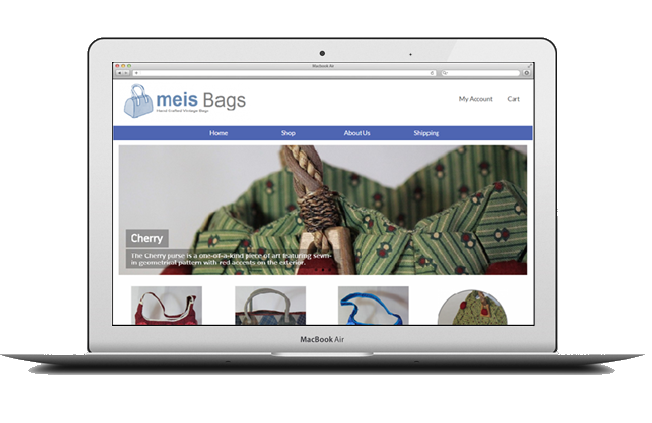 Macbook Air
meis Bags
Hand Crafted Vintage Bags
My Account Cart
Home Shop About Us Shipping
Cherry
The Cherry purse is a one-of-a-kind piece of art featuring sewn-
in geometrical pattern with red accents on the exterior.
MacBook Air